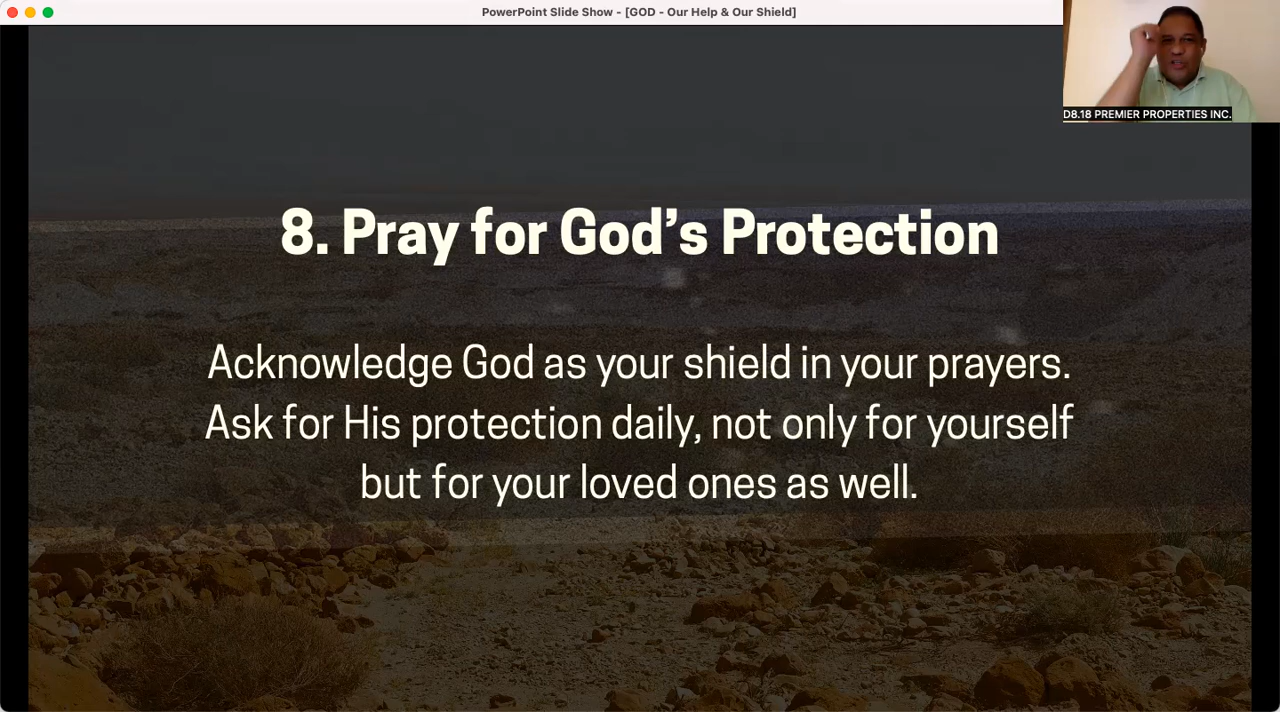 PowerPoint Slide Show - [GOD - Our Help & Our Shield]
D8.18 PREMIER PROPERTIES INC.
8. Pray for God’s Protection
Acknowledge God as your shield in your prayers.
Ask for His protection daily, not only for yourself
but for your loved ones as well.